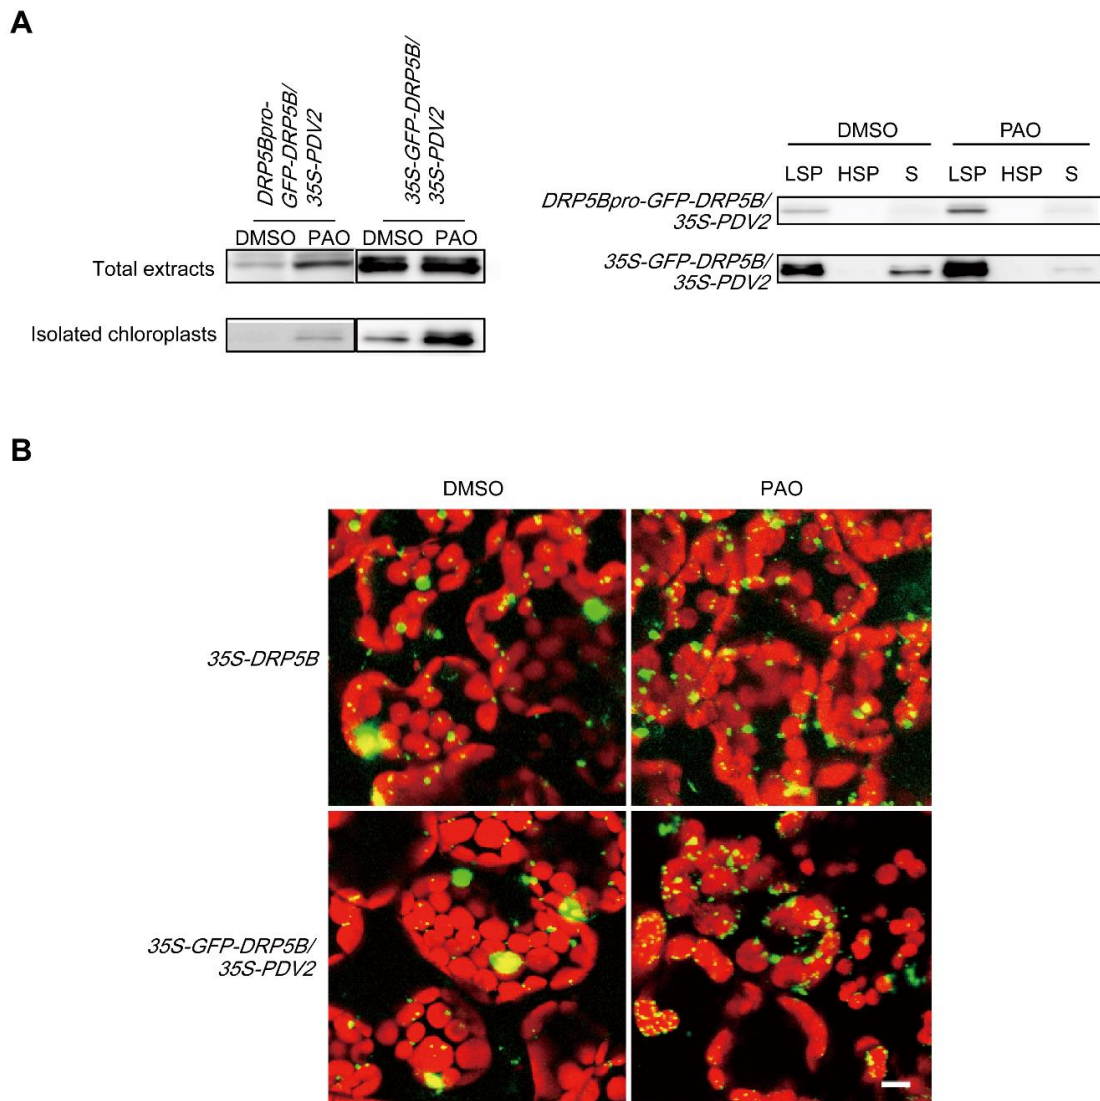 A
DRP5Bpro-
GFP-DRP5B/
35S-PDV2
35S-GFP-DRP5B/
35S-PDV2
DMSO PAO DMSO PAO
Total extracts
Isolated chloroplasts
DMSO PAO
LSP HSP S LSP HSP S
DRP5Bpro-GFP-DRP5B/
35S-PDV2
35S-GFP-DRP5B/
35S-PDV2
B
DMSO PAO
35S-DRP5B
35S-GFP-DRP5B/
35S-PDV2